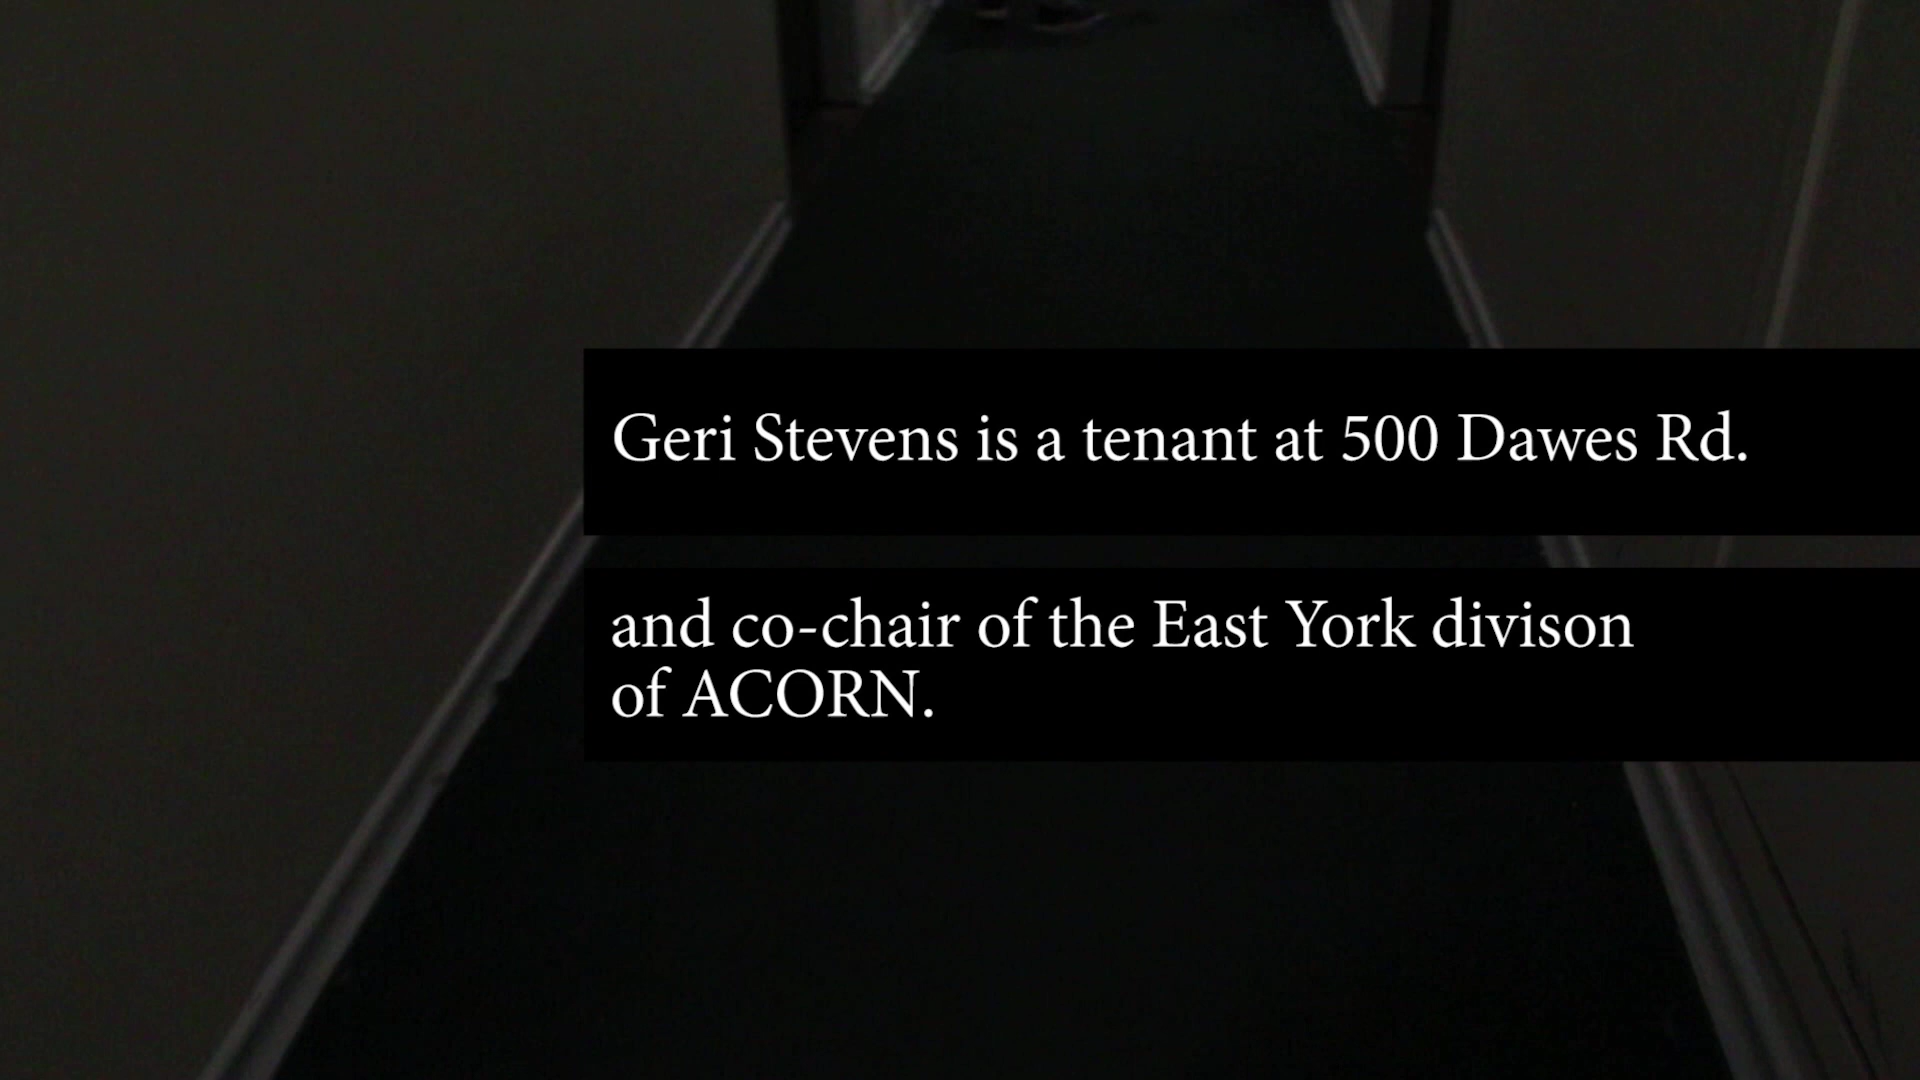 Geri Stevens is a tenant at 500 Dawes Rd.
and co-chair of the East York divison
of ACORN.